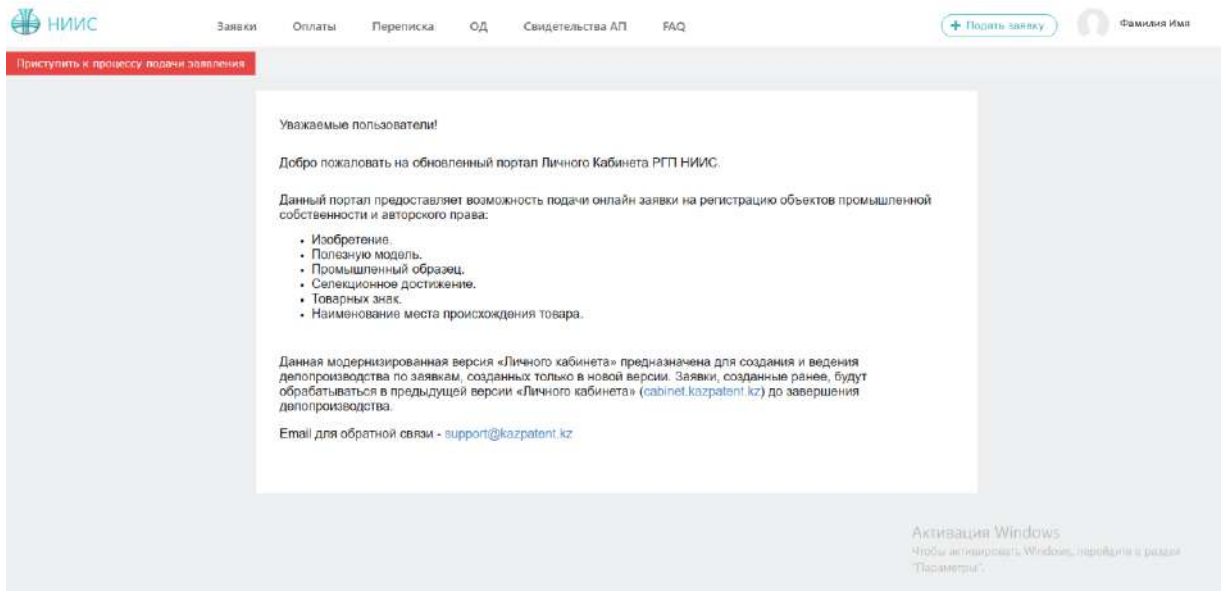 НИИС
Заявки Оплаты Переписка ОД Свидетельства АП FAQ
+ Подать заявку
Фамилия Имя
Приступить к процессу подачи заявления
Уважаемые пользователи!
Добро пожаловать на обновленный портал Личного Кабинета РГП НИИС.
Данный портал предоставляет возможность подачи онлайн заявки на регистрацию объектов промышленной
собственности и авторского права:
• Изобретение.
• Полезную модель.
• Промышленный образец.
• Селекционное достижение.
• Товарных знак.
• Наименование места происхождения товара.
Данная модернизированная версия «Личного кабинета» предназначена для создания и ведения
делопроизводства по заявкам, созданных только в новой версии. Заявки, созданные ранее, будут
обрабатываться в предыдущей версии «Личного кабинета» (cabinet.kazpatent.kz) до завершения
делопроизводства.
Email для обратной связи - support@kazpatent.kz
Активация Windows
Чтобы активировать Windows, перейдите в раздел
"Параметры".